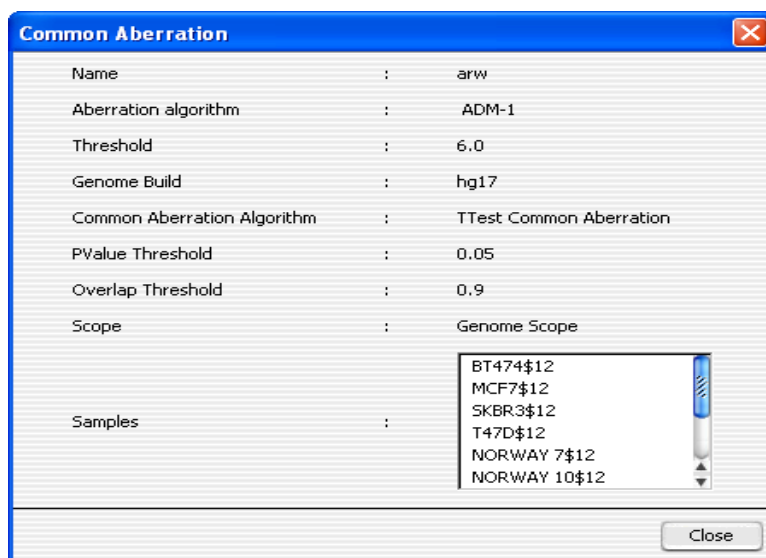 Common Aberration
Name : arw
Aberration algorithm : ADM-1
Threshold : 6.0
Genome Build : hg17
Common Aberration Algorithm : TTest Common Aberration
PValue Threshold : 0.05
Overlap Threshold : 0.9
Scope : Genome Scope
Samples :
BT474$12
MCF7$12
SKBR3$12
T47D$12
NORWAY 7$12
NORWAY 10$12
Close